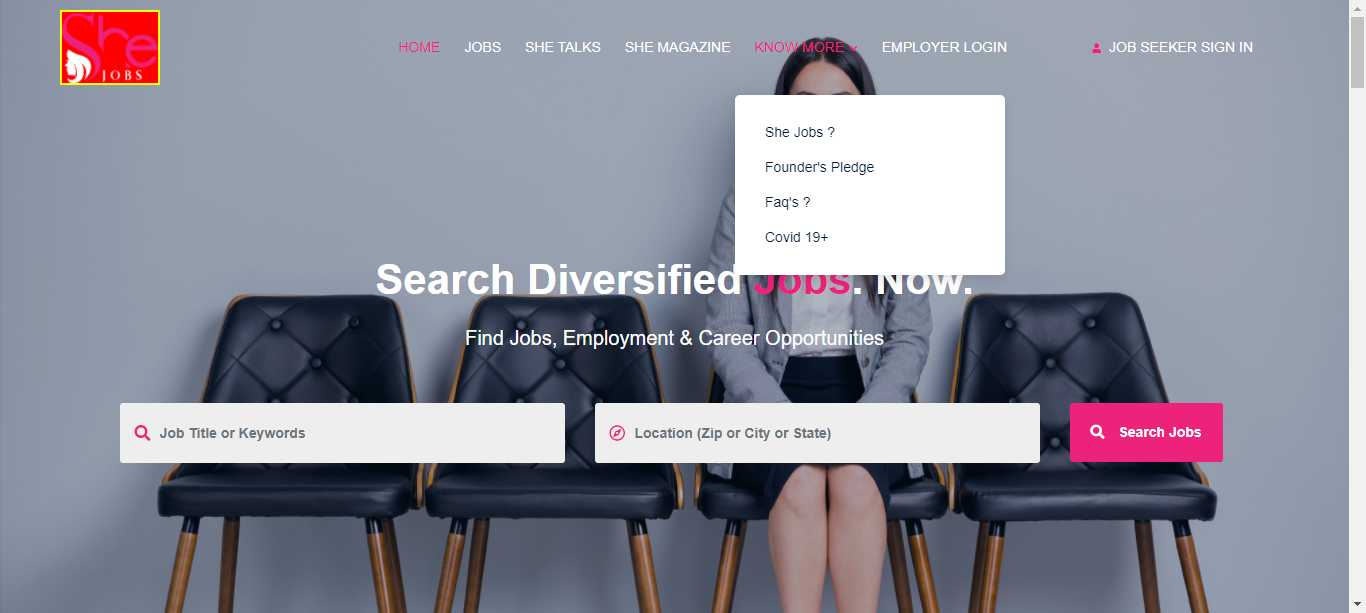 She
JOBS
HOME
JOBS
SHE TALKS
SHE MAGAZINE
KNOW MORE
EMPLOYER LOGIN
JOB SEEKER SIGN IN
She Jobs ?
Founder's Pledge
Faq's ?
Covid 19+
Search Diversified Jobs. Now.
Find Jobs, Employment & Career Opportunities
Job Title or Keywords
Location (Zip or City or State)
Search Jobs